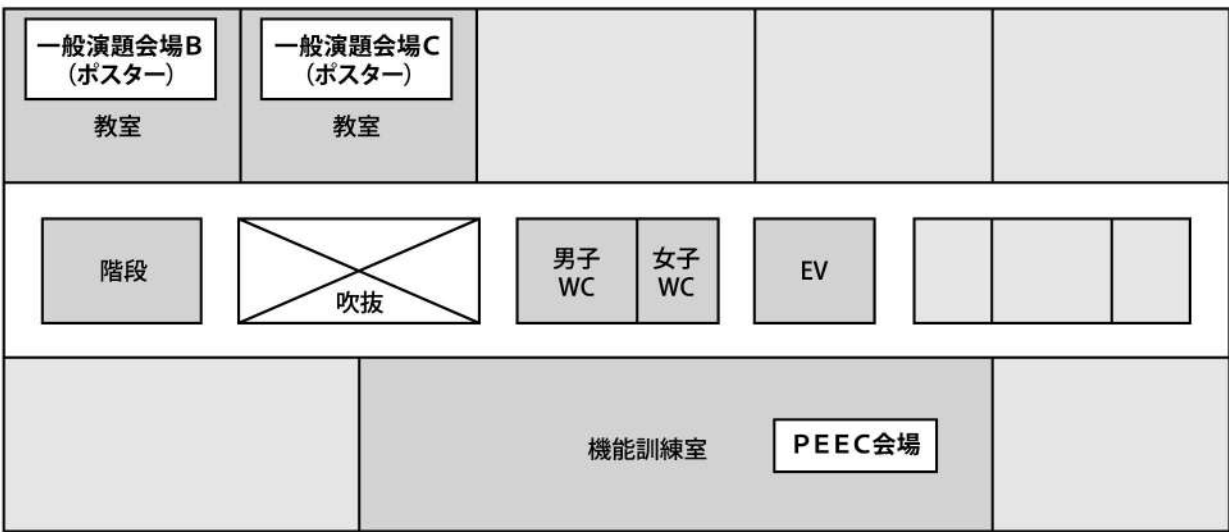 一般演題会場B
（ポスター）
教室
一般演題会場C
（ポスター）
教室
階段
吹抜
男子
WC
女子
WC
EV
機能訓練室
PEEC会場